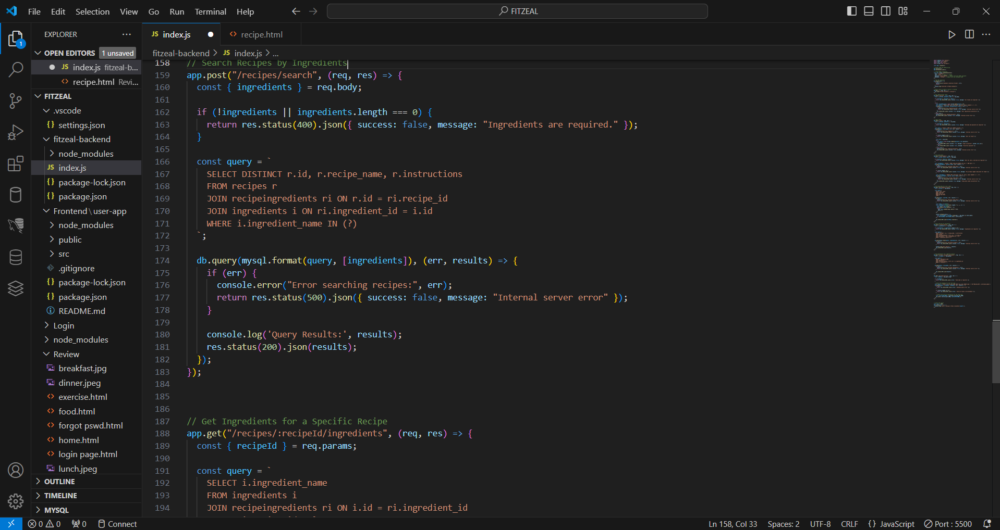 File Edit Selection View Go Run Terminal Help
FITZEAL
EXPLORER
OPEN EDITORS 1 unsaved
JS index.js fitzeal-b...
recipe.html Revi...
FITZEAL
.vscode
{} settings.json
fitzeal-backend
node_modules
JS index.js
{} package-lock.json
{} package.json
Frontend\user-app
node_modules
public
src
.gitignore
{} package-lock.json
{} package.json
README.md
Login
node_modules
Review
breakfast.jpg
dinner.jpeg
exercise.html
food.html
forgot pswd.html
home.html
login page.html
lunch.jpeg
OUTLINE
TIMELINE
MYSQL
1
JS index.js
recipe.html
fitzeal-backend > JS index.js > ...
158 // Search Recipes by Ingredients
159 app.post("/recipes/search", (req, res) => {
160 const { ingredients } = req.body;
161
162 if (!ingredients || ingredients.length === 0) {
163 return res.status(400).json({ success: false, message: "Ingredients are required." });
164 }
165
166 const query = `
167 SELECT DISTINCT r.id, r.recipe_name, r.instructions
168 FROM recipes r
169 JOIN recipeingredients ri ON r.id = ri.recipe_id
170 JOIN ingredients i ON ri.ingredient_id = i.id
171 WHERE i.ingredient_name IN (?)
172 `;
173
174 db.query(mysql.format(query, [ingredients]), (err, results) => {
175 if (err) {
176 console.error("Error searching recipes:", err);
177 return res.status(500).json({ success: false, message: "Internal server error" });
178 }
179
180 console.log('Query Results:', results);
181 res.status(200).json(results);
182 });
183 });
184
185
186
187 // Get Ingredients for a Specific Recipe
188 app.get("/recipes/:recipeId/ingredients", (req, res) => {
189 const { recipeId } = req.params;
190
191 const query = `
192 SELECT i.ingredient_name
193 FROM ingredients i
194 JOIN recipeingredients ri ON i.id = ri.ingredient_id
0 0 0 Connect
Ln 158, Col 33 Spaces: 2 UTF-8 CRLF {} JavaScript Port : 5500